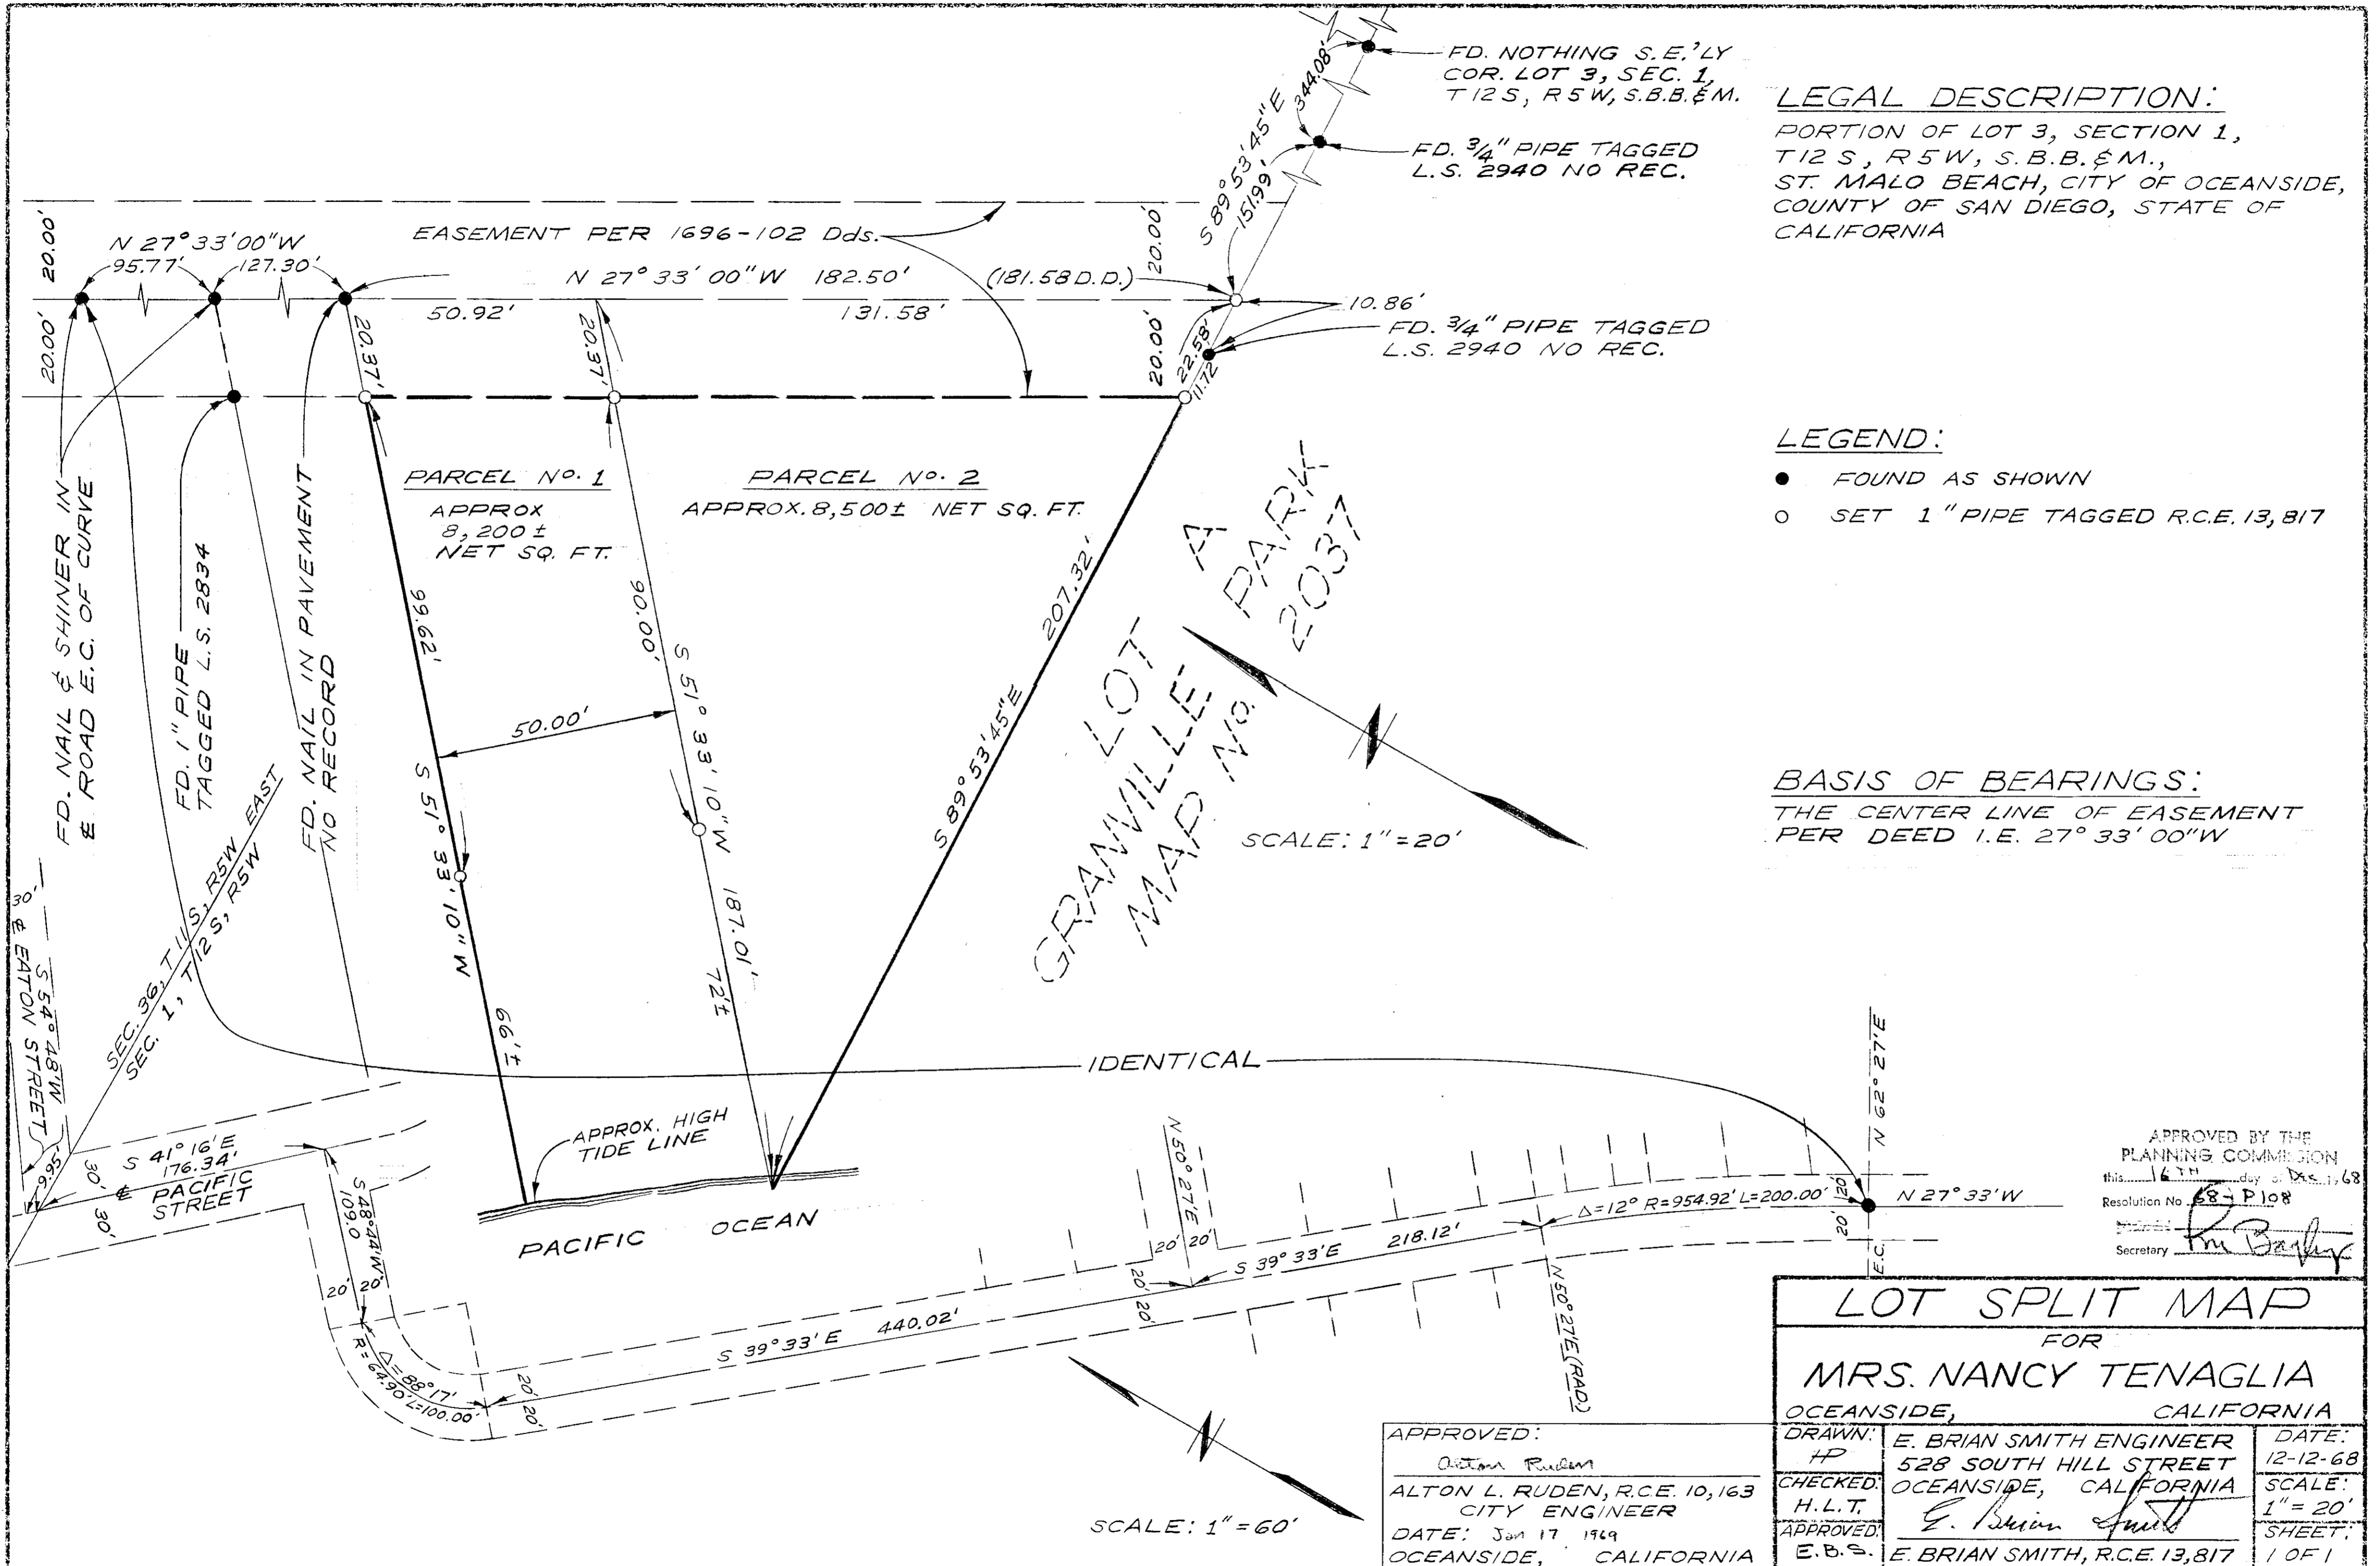 FD. NOTHING S.E.'LY
COR. LOT 3, SEC. 1,
T 12 S, R 5 W, S.B.B. & M.
FD. 3/4" PIPE TAGGED
L.S. 2940 NO REC.
344.08'
S 89° 53' 45" E
151.99'
LEGAL DESCRIPTION:
PORTION OF LOT 3, SECTION 1,
T 12 S, R 5 W, S.B.B. & M.,
ST. MALO BEACH, CITY OF OCEANSIDE,
COUNTY OF SAN DIEGO, STATE OF
CALIFORNIA
20.00'
20.00'
N 27° 33' 00" W
95.77'
127.30'
EASEMENT PER 1696-102 Dds.
N 27° 33' 00" W 182.50' (181.58 D.D.)
50.92'
131.58'
20.00'
20.00'
10.86'
FD. 3/4" PIPE TAGGED
L.S. 2940 NO REC.
22.58'
11.72
20.37'
20.37'
LEGEND:
● FOUND AS SHOWN
○ SET 1" PIPE TAGGED R.C.E. 13,817
PARCEL No. 1
APPROX
8,200 ±
NET SQ. FT.
PARCEL No. 2
APPROX. 8,500± NET SQ. FT.
FD. NAIL & SHINER IN
℄ ROAD E.C. OF CURVE
FD. 1" PIPE
TAGGED L.S. 2834
FD. NAIL IN PAVEMENT
NO RECORD
99.62'
S 51° 33' 10" W
66'±
50.00'
90.00'
S 51° 33' 10" W 187.01'
72'±
207.32'
S 89° 53' 45" E
LOT A
GRANVILLE PARK
MAP No. 2037
N
SCALE: 1" = 20'
BASIS OF BEARINGS:
THE CENTER LINE OF EASEMENT
PER DEED I.E. 27° 33' 00" W
SEC. 36, T 11 S, R5W EAST
SEC. 1, T 12 S, R5W
30'
℄ EATON STREET
S 54° 48' W
S 41° 16' E
176.34'
℄ PACIFIC
STREET
30'
30'
S 48° 44' W
109.0
20' 20'
Δ=88° 17'
R=64.90' L=100.00'
20' 20'
APPROX. HIGH
TIDE LINE
PACIFIC OCEAN
IDENTICAL
S 39° 33' E 440.02'
N 50° 27' E
20' 20'
20' 20'
S 39° 33' E 218.12'
N 50° 27' E (RAD)
Δ=12° R=954.92' L=200.00'
N 62° 27' E
20'
20'
E.C.
N 27° 33' W
N
SCALE: 1" = 60'
APPROVED BY THE
PLANNING COMMISSION
this 16TH day of Dec, 68
Resolution No. 68-P108
Secretary
LOT SPLIT MAP
FOR
MRS. NANCY TENAGLIA
OCEANSIDE, CALIFORNIA
DRAWN:
HP
CHECKED:
H.L.T.
APPROVED:
E.B.S.
E. BRIAN SMITH ENGINEER
528 SOUTH HILL STREET
OCEANSIDE, CALIFORNIA
E. Brian Smith
E. BRIAN SMITH, R.C.E. 13,817
DATE:
12-12-68
SCALE:
1" = 20'
SHEET:
1 OF 1
APPROVED:
Alton Ruden
ALTON L. RUDEN, R.C.E. 10,163
CITY ENGINEER
DATE: Jan 17 1969
OCEANSIDE, CALIFORNIA